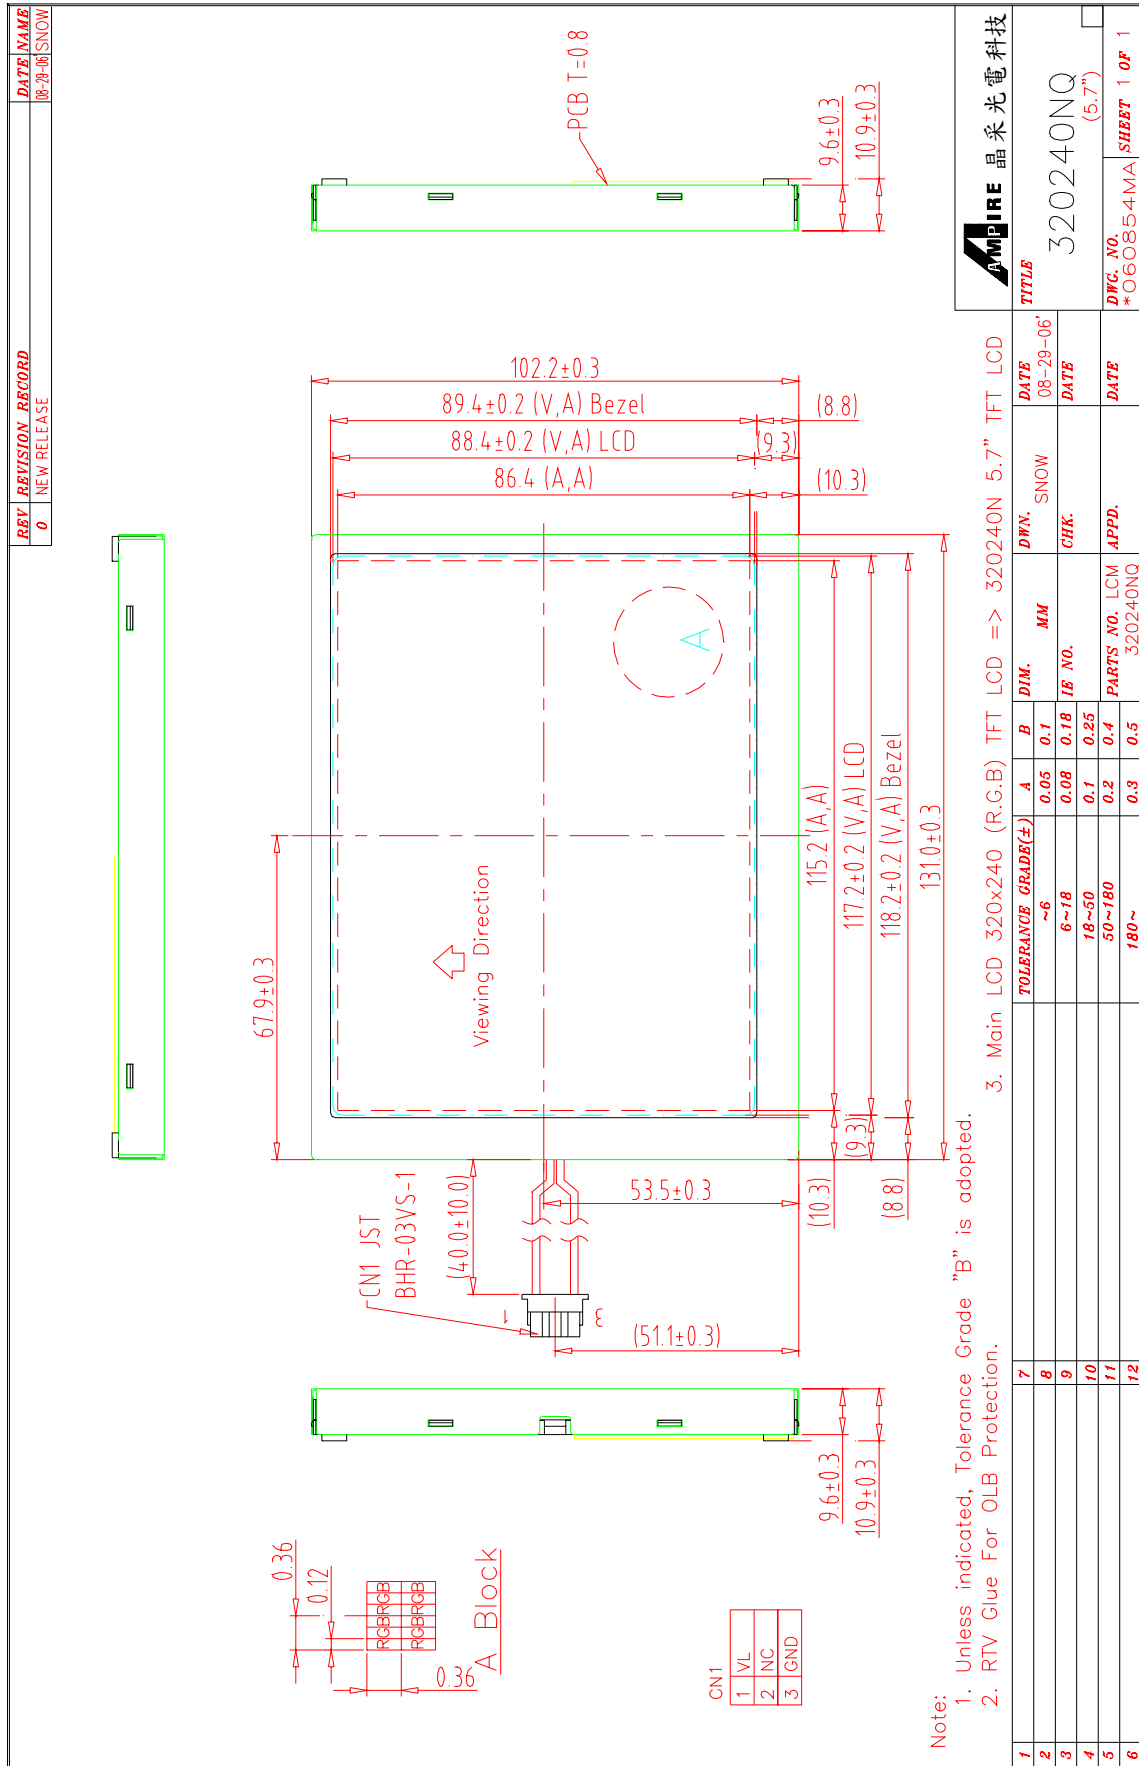 REV REVISION RECORD DATE NAME
0 NEW RELEASE 08-29-06' SNOW
PCB T=0.8
9.6±0.3
10.9±0.3
102.2±0.3
89.4±0.2 (V,A) Bezel
(8.8)
88.4±0.2 (V,A) LCD
(9.3)
86.4 (A,A)
(10.3)
A
67.9±0.3
Viewing Direction
115.2 (A,A)
117.2±0.2 (V,A) LCD
118.2±0.2 (V,A) Bezel
131.0±0.3
(10.3)
(9.3)
(8.8)
53.5±0.3
(40.0±10.0)
CN1 JST
BHR-03VS-1
1
3
(51.1±0.3)
9.6±0.3
10.9±0.3
0.36
0.12
RGBRGB
RGBRGB
0.36
A Block
CN1
1 VL
2 NC
3 GND
Note:
1. Unless indicated, Tolerance Grade "B" is adopted.
2. RTV Glue For OLB Protection.
3. Main LCD 320x240 (R.G.B) TFT LCD => 320240N 5.7" TFT LCD
AMPIRE 晶采光電科技
1 7 TOLERANCE GRADE(±) A B
2 8 ~6 0.05 0.1
3 9 6~18 0.08 0.18
4 10 18~50 0.1 0.25
5 11 50~180 0.2 0.4
6 12 180~ 0.3 0.5
DIM. MM
IE NO.
PARTS NO. LCM
320240NQ
DWN. SNOW
CHK.
APPD.
DATE
08-29-06'
DATE
DATE
TITLE
320240NQ
(5.7")
DWG. NO.
*060854MA
SHEET 1 OF 1